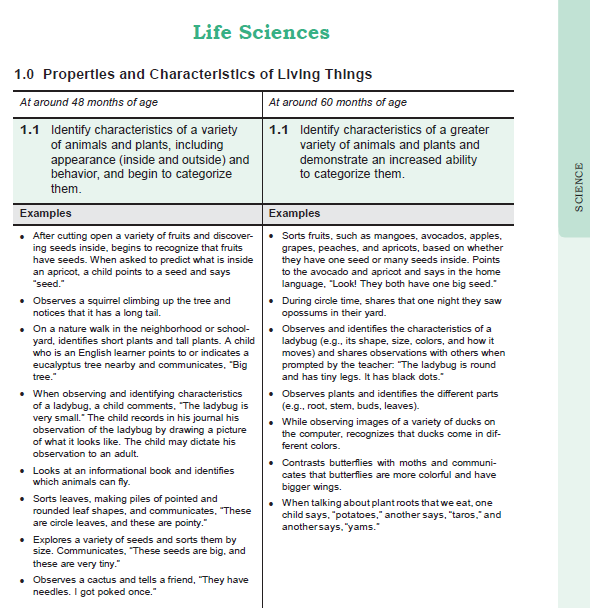 Life Sciences
1.0 Properties and Characteristics of Living Things
At around 48 months of age
1.1 Identify characteristics of a variety
of animals and plants, including
appearance (inside and outside) and
behavior, and begin to categorize
them.
Examples
• After cutting open a variety of fruits and discover-
ing seeds inside, begins to recognize that fruits
have seeds. When asked to predict what is inside
an apricot, a child points to a seed and says
“seed.”
• Observes a squirrel climbing up the tree and
notices that it has a long tail.
• On a nature walk in the neighborhood or school-
yard, identifies short plants and tall plants. A child
who is an English learner points to or indicates a
eucalyptus tree nearby and communicates, “Big
tree.”
• When observing and identifying characteristics
of a ladybug, a child comments, “The ladybug is
very small.” The child records in his journal his
observation of the ladybug by drawing a picture
of what it looks like. The child may dictate his
observation to an adult.
• Looks at an informational book and identifies
which animals can fly.
• Sorts leaves, making piles of pointed and
rounded leaf shapes, and communicates, “These
are circle leaves, and these are pointy.”
• Explores a variety of seeds and sorts them by
size. Communicates, “These seeds are big, and
these are very tiny.”
• Observes a cactus and tells a friend, “They have
needles. I got poked once.”
At around 60 months of age
1.1 Identify characteristics of a greater
variety of animals and plants and
demonstrate an increased ability
to categorize them.
Examples
• Sorts fruits, such as mangoes, avocados, apples,
grapes, peaches, and apricots, based on whether
they have one seed or many seeds inside. Points
to the avocado and apricot and says in the home
language, “Look! They both have one big seed.”
• During circle time, shares that one night they saw
opossums in their yard.
• Observes and identifies the characteristics of a
ladybug (e.g., its shape, size, colors, and how it
moves) and shares observations with others when
prompted by the teacher: “The ladybug is round
and has tiny legs. It has black dots.”
• Observes plants and identifies the different parts
(e.g., root, stem, buds, leaves).
• While observing images of a variety of ducks on
the computer, recognizes that ducks come in dif-
ferent colors.
• Contrasts butterflies with moths and communi-
cates that butterflies are more colorful and have
bigger wings.
• When talking about plant roots that we eat, one
child says, “potatoes,” another says, “taros,” and
another says, “yams.”
SCIENCE